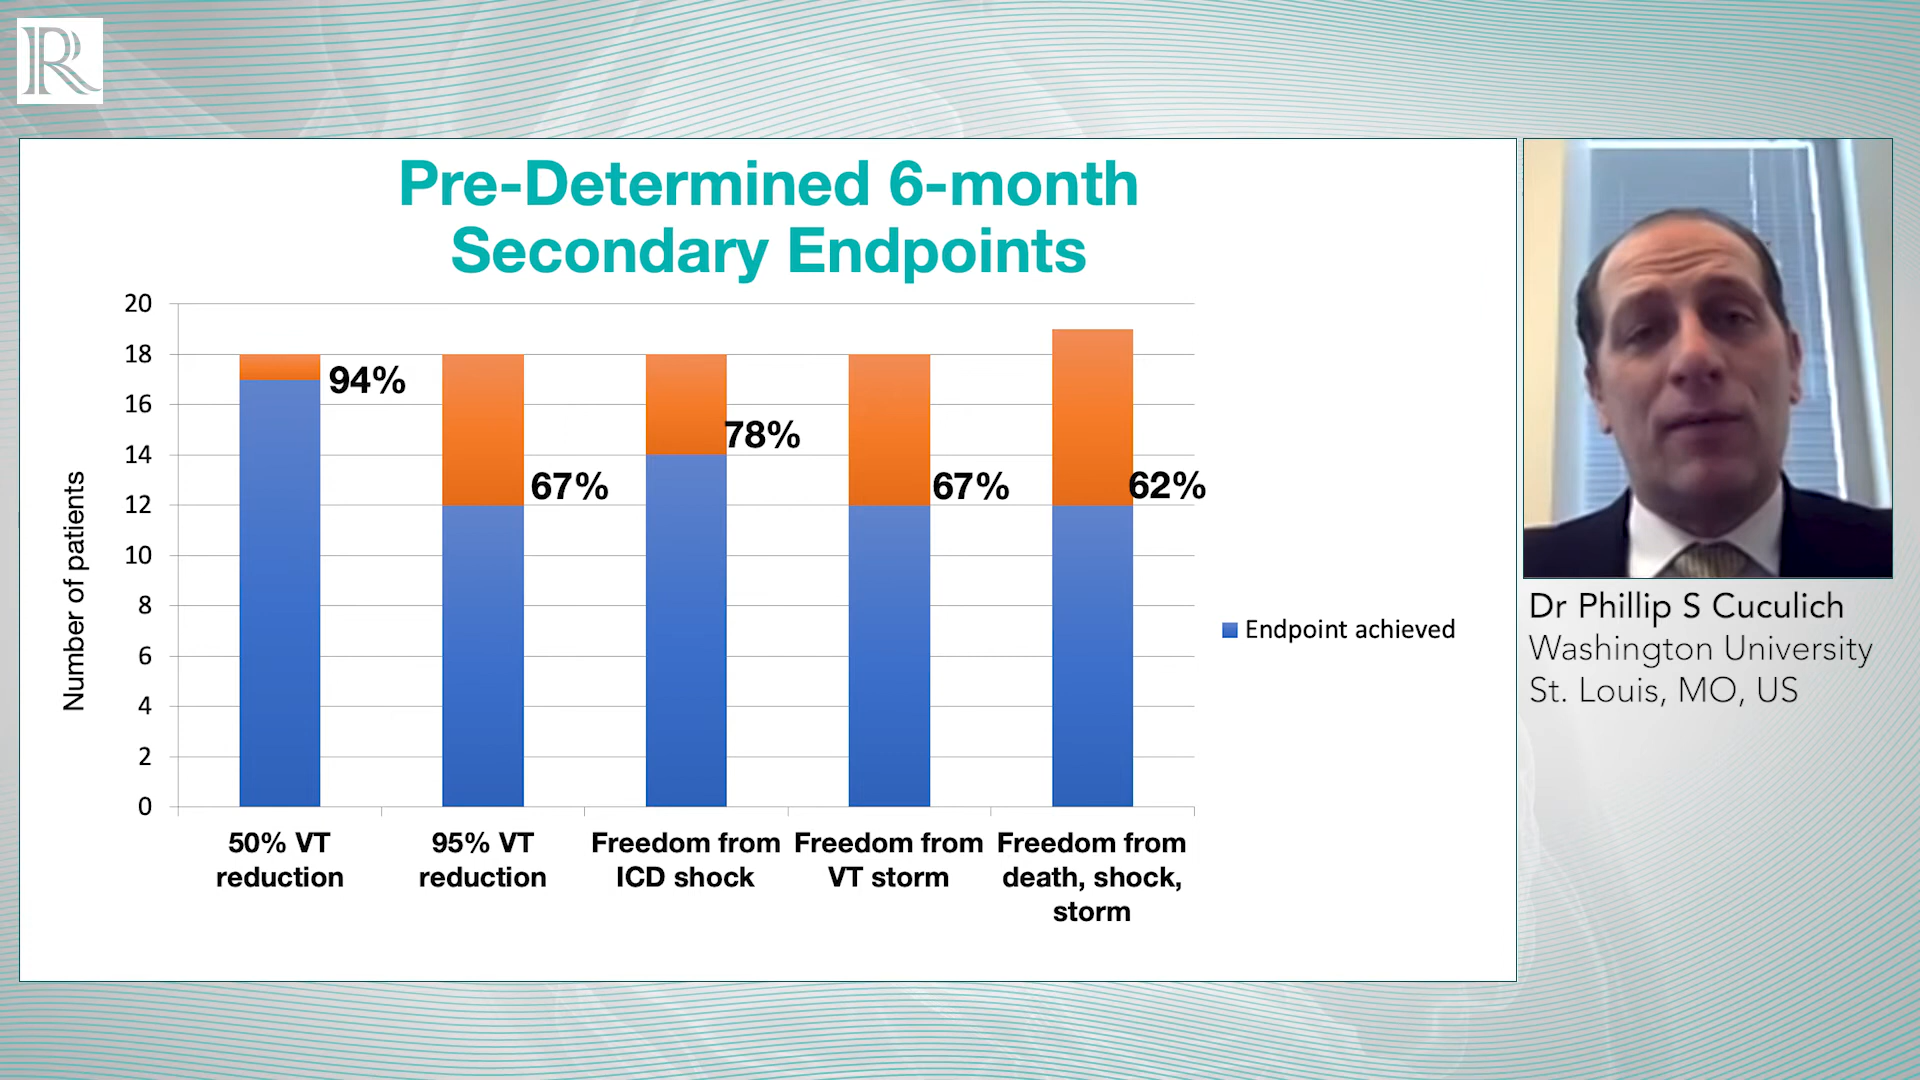 R
Pre-Determined 6-month
Secondary Endpoints
Number of patients
20
18
16
14
12
10
8
6
4
2
0
94%
67%
78%
67%
62%
50% VT
reduction
95% VT
reduction
Freedom from
ICD shock
Freedom from
VT storm
Freedom from
death, shock,
storm
Endpoint achieved
Dr Phillip S Cuculich
Washington University
St. Louis, MO, US